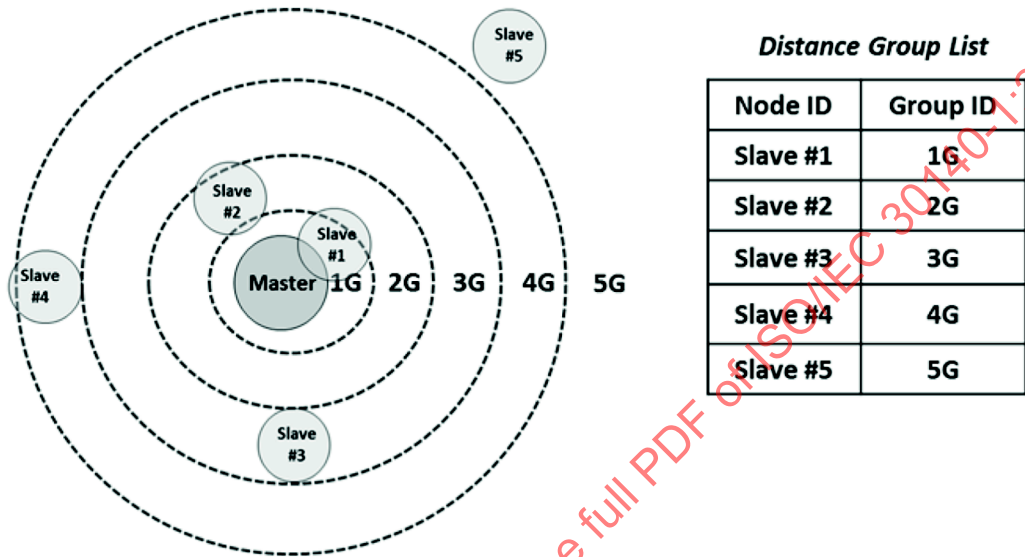 Slave
#5
Slave
#2
Slave
#1
Master
1G
2G
3G
4G
5G
Slave
#4
Slave
#3
Distance Group List
Node ID Group ID
Slave #1 1G
Slave #2 2G
Slave #3 3G
Slave #4 4G
Slave #5 5G
full PDF of ISO/IEC 30140-1: